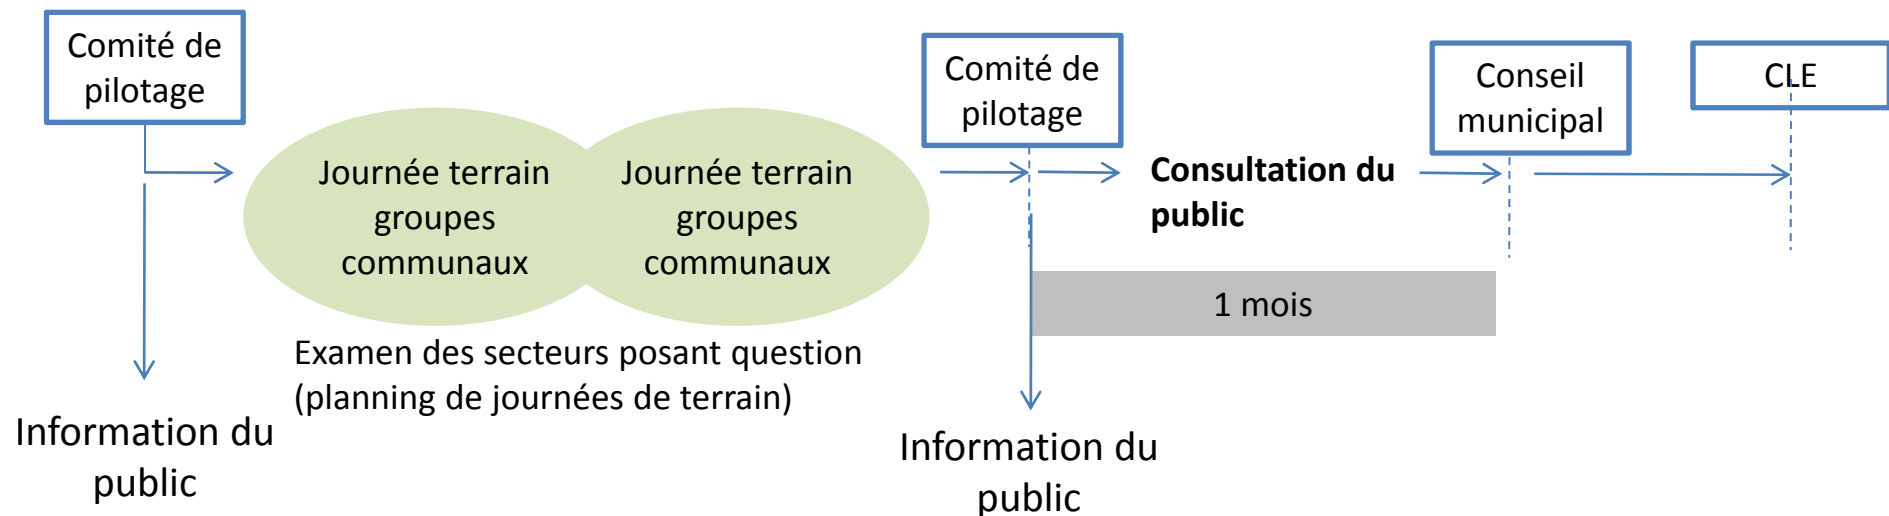 Comité de
pilotage
Journée terrain
groupes
communaux
Journée terrain
groupes
communaux
Examen des secteurs posant question
(planning de journées de terrain)
Information du
public
Comité de
pilotage
Consultation du
public
1 mois
Information du
public
Conseil
municipal
CLE